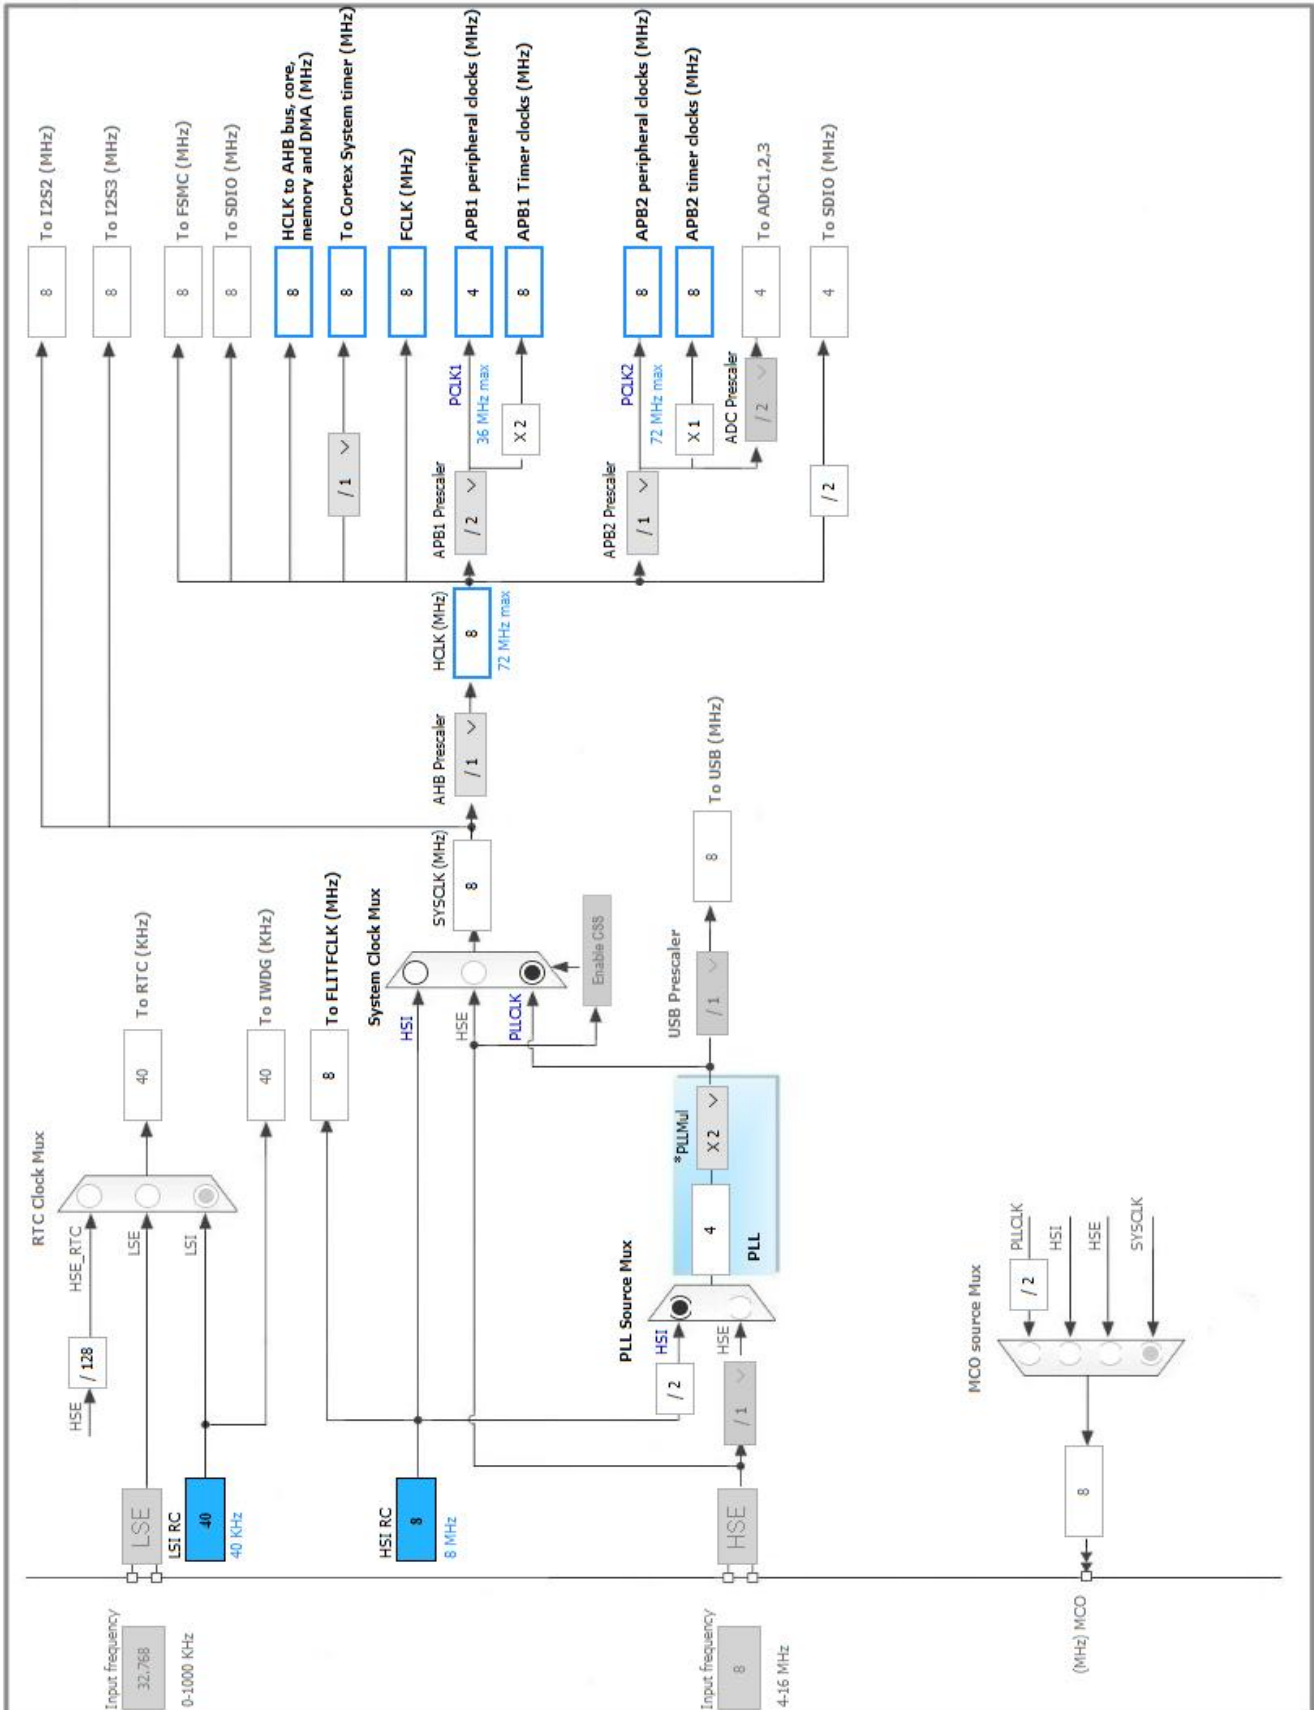 Input frequency
32.768
0-1000 KHz
LSE
LSI RC
40
40 KHz
HSE
/ 128
HSE_RTC
LSE
LSI
RTC Clock Mux
40
To RTC (KHz)
40
To IWDG (KHz)
8
To FLITFCLK (MHz)
HSI RC
8
8 MHz
System Clock Mux
HSI
HSE
PLLCLK
Enable CSS
SYSCLK (MHz)
8
AHB Prescaler
/ 1
HCLK (MHz)
8
72 MHz max
8
To I2S2 (MHz)
8
To I2S3 (MHz)
8
To FSMC (MHz)
8
To SDIO (MHz)
8
HCLK to AHB bus, core,
memory and DMA (MHz)
/ 1
8
To Cortex System timer (MHz)
8
FCLK (MHz)
APB1 Prescaler
/ 2
PCLK1
36 MHz max
4
APB1 peripheral clocks (MHz)
X 2
8
APB1 Timer clocks (MHz)
APB2 Prescaler
/ 1
PCLK2
72 MHz max
8
APB2 peripheral clocks (MHz)
X 1
8
APB2 timer clocks (MHz)
ADC Prescaler
/ 2
4
To ADC1,2,3
/ 2
4
To SDIO (MHz)
Input frequency
8
4-16 MHz
HSE
/ 1
/ 2
PLL Source Mux
HSI
HSE
4
*PLLMul
X 2
PLL
USB Prescaler
/ 1
8
To USB (MHz)
MCO source Mux
PLLCLK
/ 2
HSI
HSE
SYSCLK
8
(MHz) MCO